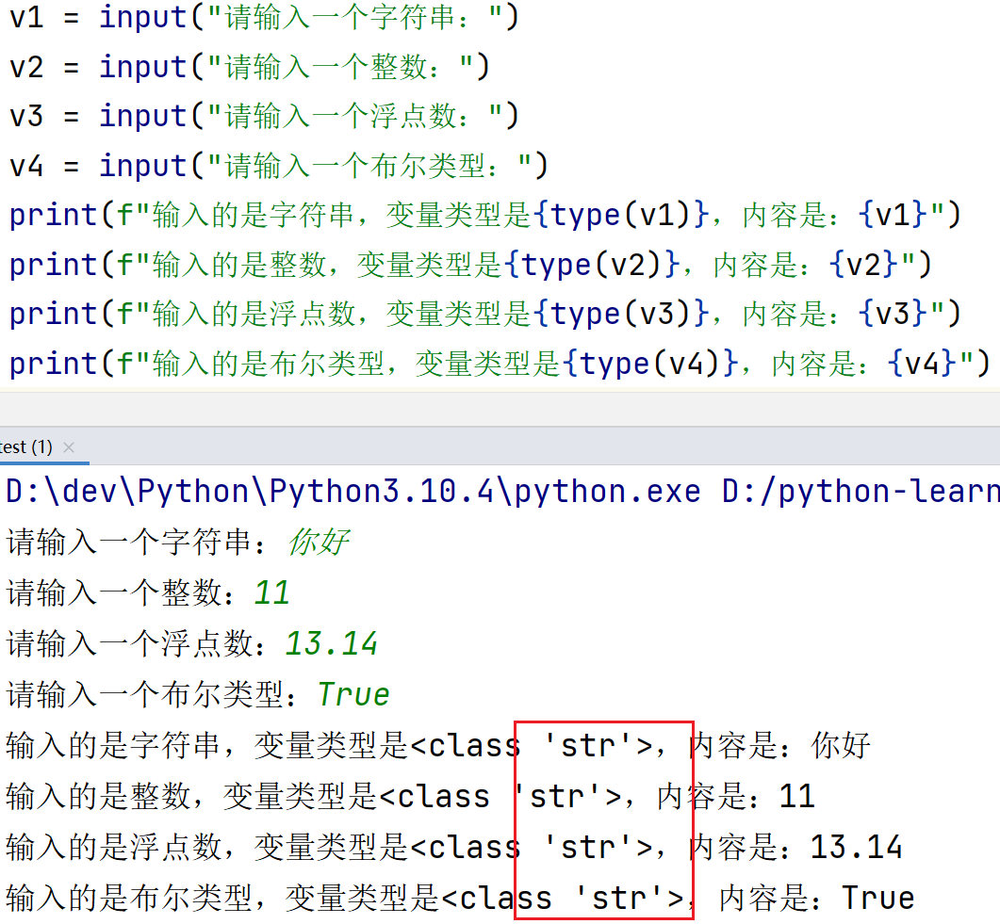 v1 = input("请输入一个字符串：")
v2 = input("请输入一个整数：")
v3 = input("请输入一个浮点数：")
v4 = input("请输入一个布尔类型：")
print(f"输入的是字符串，变量类型是{type(v1)}，内容是：{v1}")
print(f"输入的是整数，变量类型是{type(v2)}，内容是：{v2}")
print(f"输入的是浮点数，变量类型是{type(v3)}，内容是：{v3}")
print(f"输入的是布尔类型，变量类型是{type(v4)}，内容是：{v4}")
test (1) ×
D:\dev\Python\Python3.10.4\python.exe D:/python-learn
请输入一个字符串：你好
请输入一个整数：11
请输入一个浮点数：13.14
请输入一个布尔类型：True
输入的是字符串，变量类型是<class 'str'>，内容是：你好
输入的是整数，变量类型是<class 'str'>，内容是：11
输入的是浮点数，变量类型是<class 'str'>，内容是：13.14
输入的是布尔类型，变量类型是<class 'str'>，内容是：True